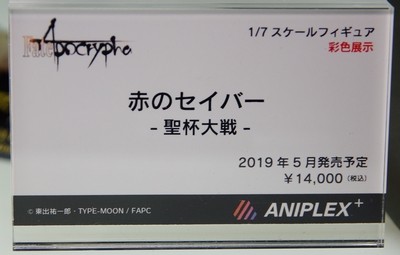 Fate/Apocrypha
1/7 スケールフィギュア
彩色展示
赤のセイバー
- 聖杯大戦 -
2019 年 5 月発売予定
￥14,000（税込）
© 東出祐一郎・TYPE-MOON / FAPC
ANIPLEX+